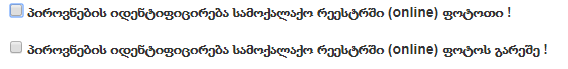 პიროვნების იდენტიფიცირება სამოქალაქო რეესტრში (online) ფოტოთი !
პიროვნების იდენტიფიცირება სამოქალაქო რეესტრში (online) ფოტოს გარეშე !